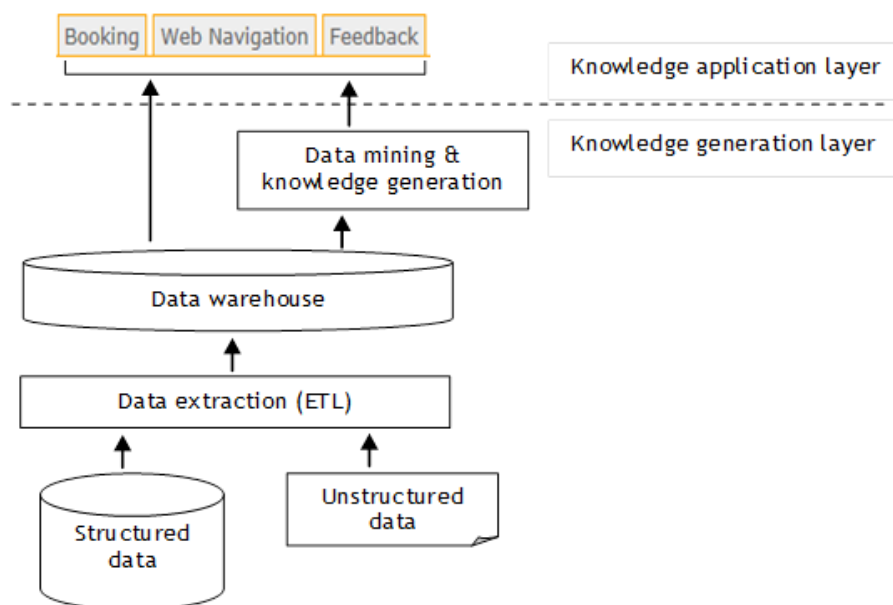 Booking Web Navigation Feedback
Knowledge application layer
Knowledge generation layer
Data mining &
knowledge generation
Data warehouse
Data extraction (ETL)
Structured
data
Unstructured
data